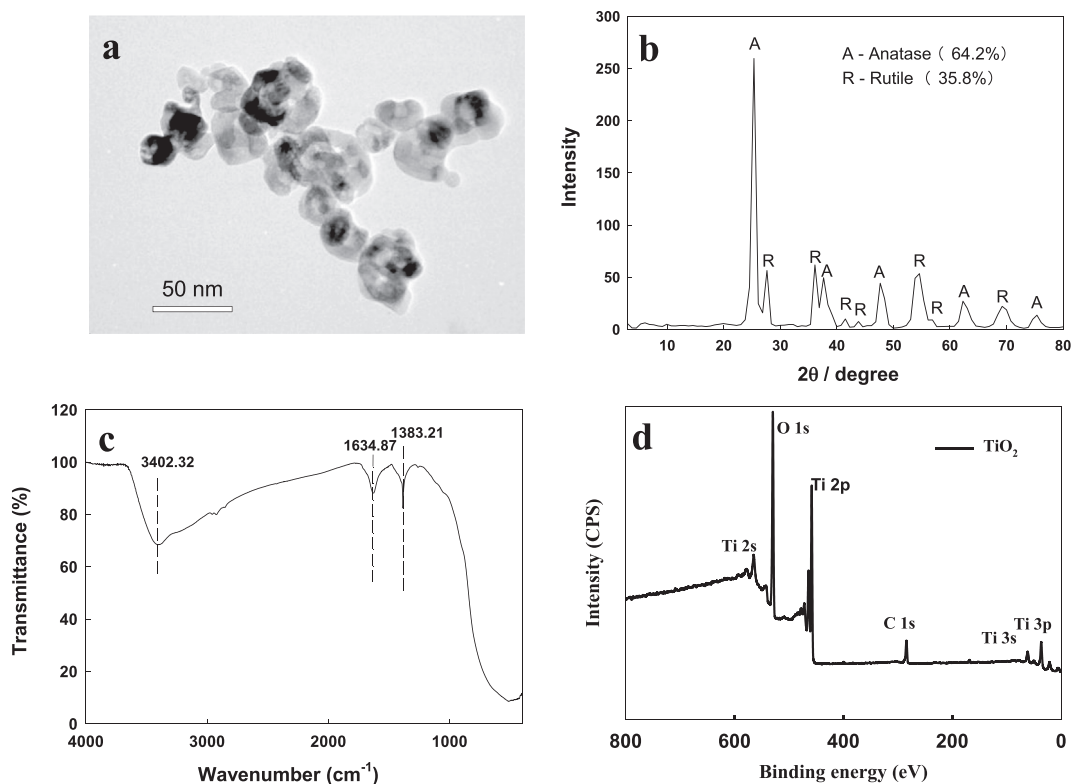 a
50 nm
b
A - Anatase ( 64.2%)
R - Rutile ( 35.8%)
A
R
R
A
R
R
A
R
R
A
R
A
300
250
200
150
100
50
0
Intensity
10 20 30 40 50 60 70 80
2θ / degree
c
3402.32
1634.87
1383.21
120
100
80
60
40
20
0
Transmittance (%)
4000 3000 2000 1000
Wavenumber (cm⁻¹)
d
TiO₂
O 1s
Ti 2p
Ti 2s
C 1s
Ti 3s
Ti 3p
Intensity (CPS)
800 600 400 200 0
Binding energy (eV)